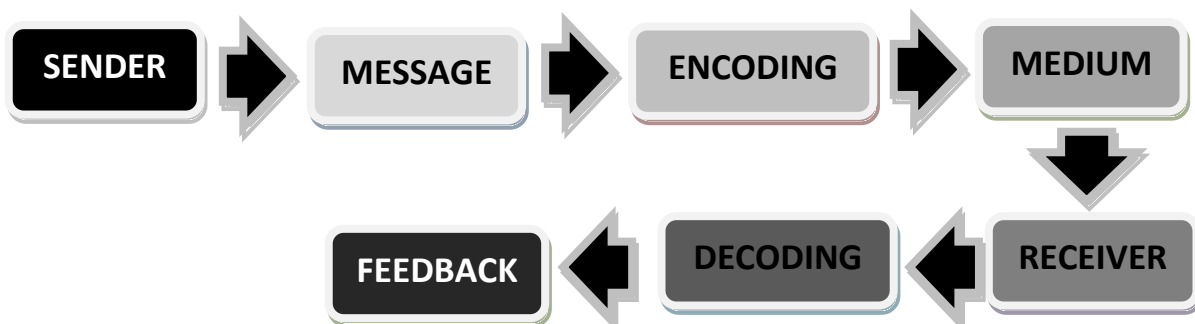 SENDER
MESSAGE
ENCODING
MEDIUM
RECEIVER
DECODING
FEEDBACK